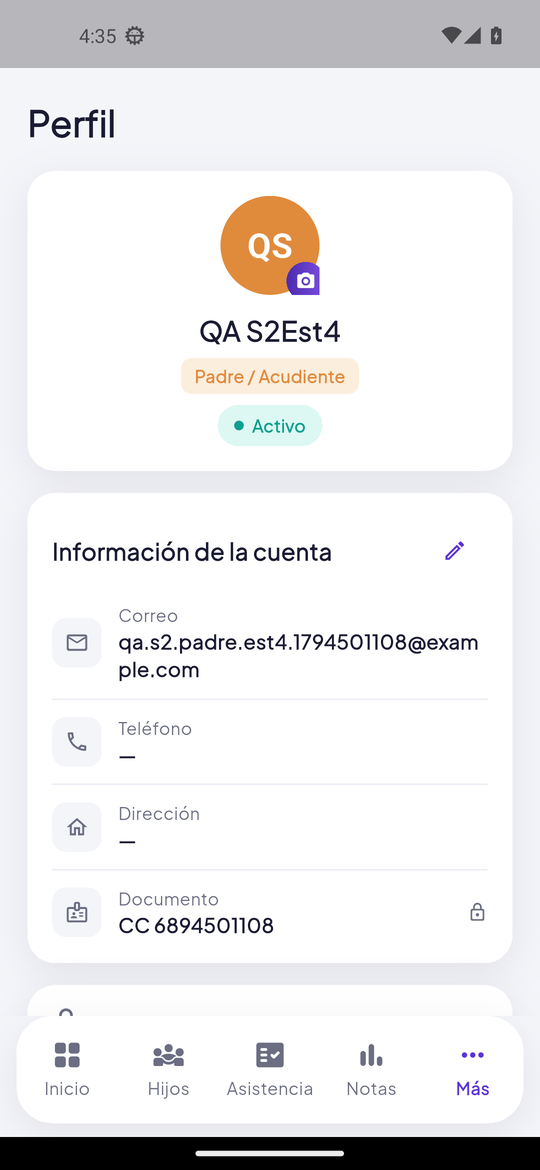 4:35
Perfil
QS
QA S2Est4
Padre / Acudiente
Activo
Información de la cuenta
Correo
qa.s2.padre.est4.1794501108@exam
ple.com
Teléfono
—
Dirección
—
Documento
CC 6894501108
Inicio
Hijos
Asistencia
Notas
Más